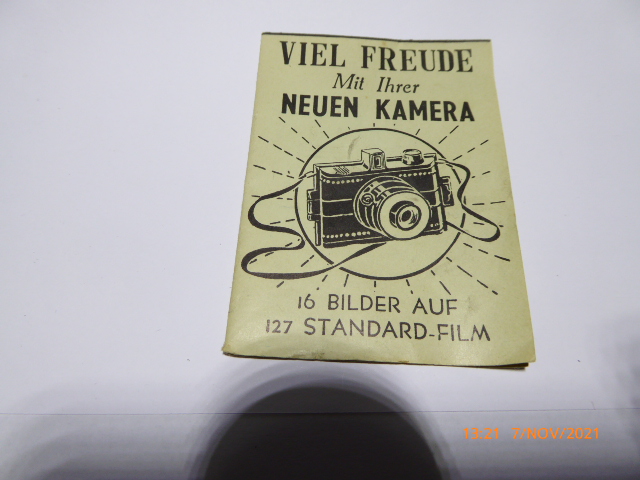 VIEL FREUDE
Mit Ihrer
NEUEN KAMERA
16 BILDER AUF
127 STANDARD-FILM
13:21 7/NOV/2021